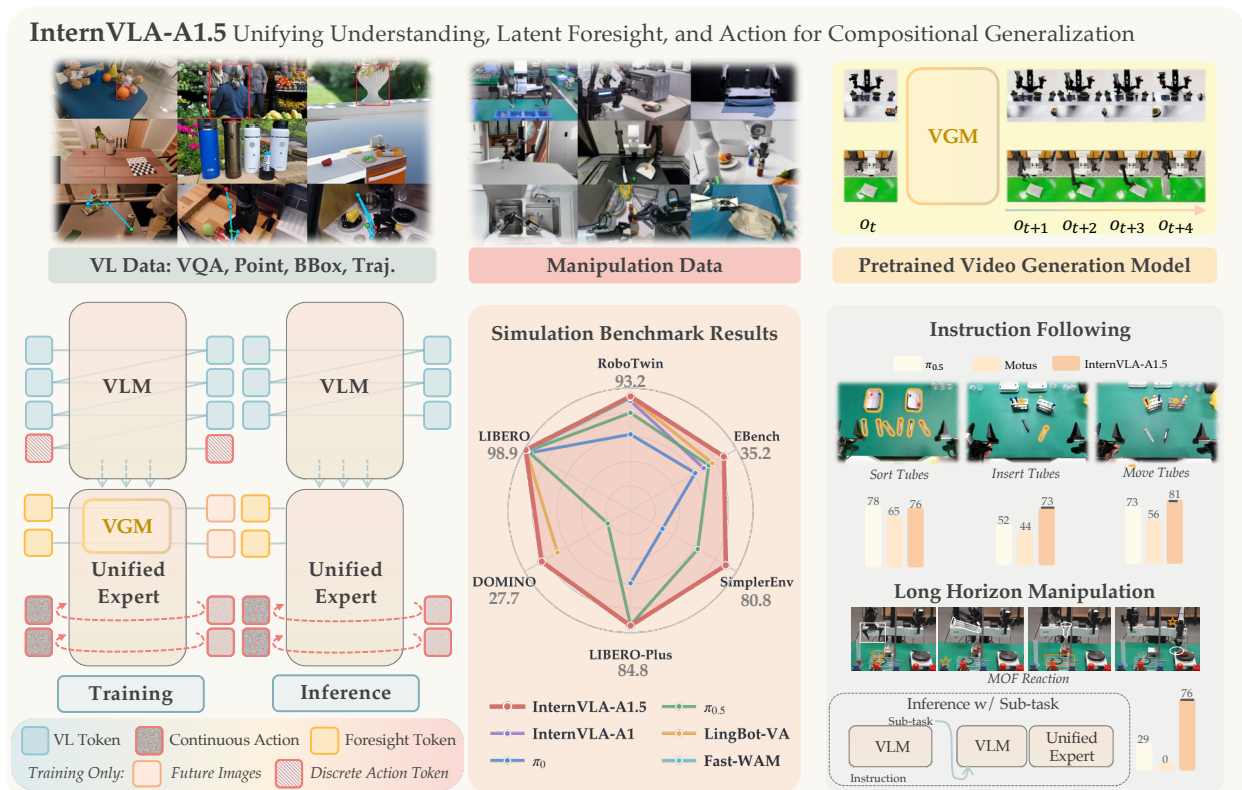 InternVLA-A1.5 Unifying Understanding, Latent Foresight, and Action for Compositional Generalization
VGM
o_t
o_{t+1} o_{t+2} o_{t+3} o_{t+4}
VL Data: VQA, Point, BBox, Traj.
Manipulation Data
Pretrained Video Generation Model
VLM
VLM
VGM
Unified
Expert
Unified
Expert
Training
Inference
VL Token
Continuous Action
Foresight Token
Training Only:
Future Images
Discrete Action Token
Simulation Benchmark Results
RoboTwin
93.2
LIBERO
98.9
EBench
35.2
DOMINO
27.7
SimplerEnv
80.8
LIBERO-Plus
84.8
InternVLA-A1.5
π0.5
InternVLA-A1
LingBot-VA
π0
Fast-WAM
Instruction Following
π0.5
Motus
InternVLA-A1.5
Sort Tubes
Insert Tubes
Move Tubes
78 65 76
52 44 73
73 56 81
Long Horizon Manipulation
MOF Reaction
Inference w/ Sub-task
Sub-task
VLM
VLM
Unified
Expert
Instruction
29 0 76